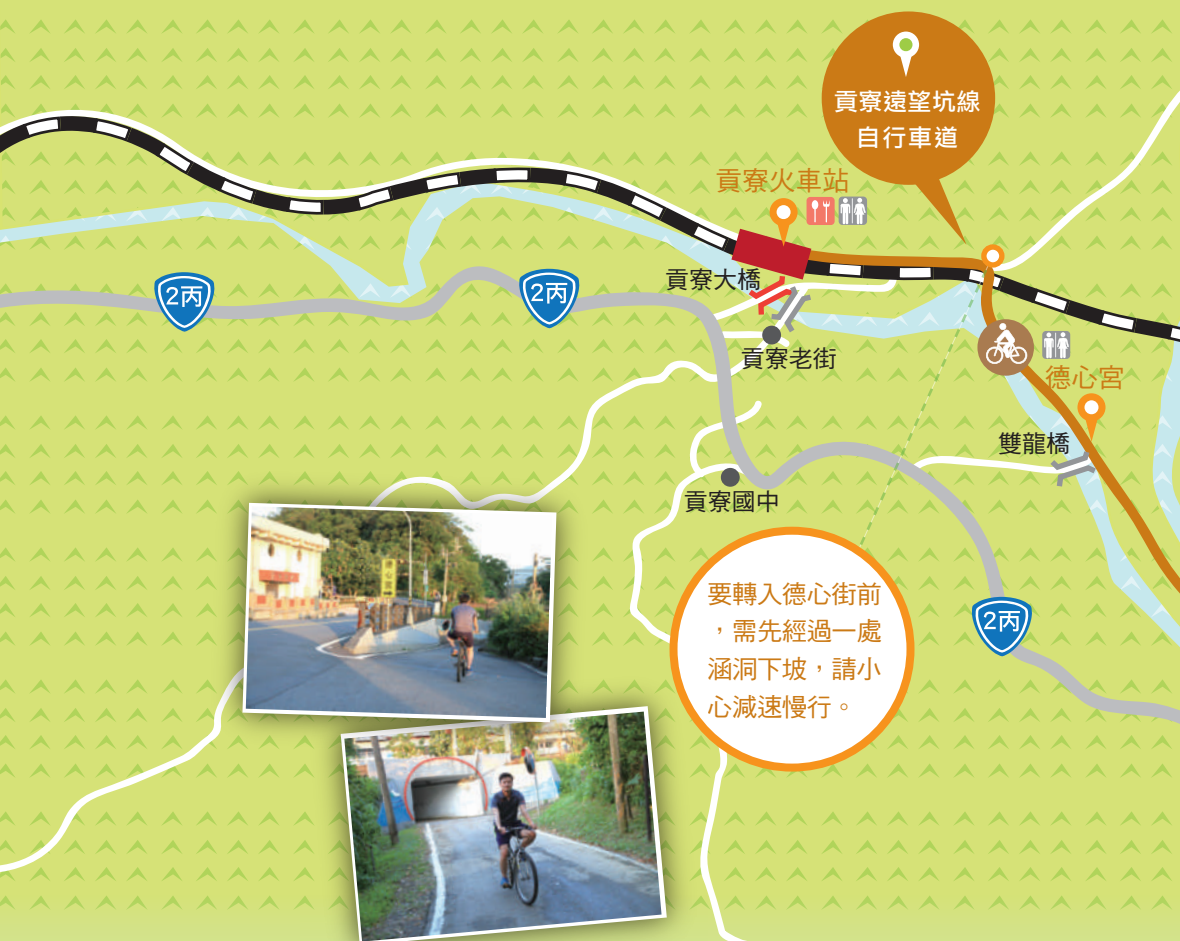 貢寮遠望坑線
自行車道
貢寮火車站
貢寮大橋
2丙
2丙
貢寮老街
德心宮
雙龍橋
貢寮國中
要轉入德心街前
，需先經過一處
涵洞下坡，請小
心減速慢行。
2丙